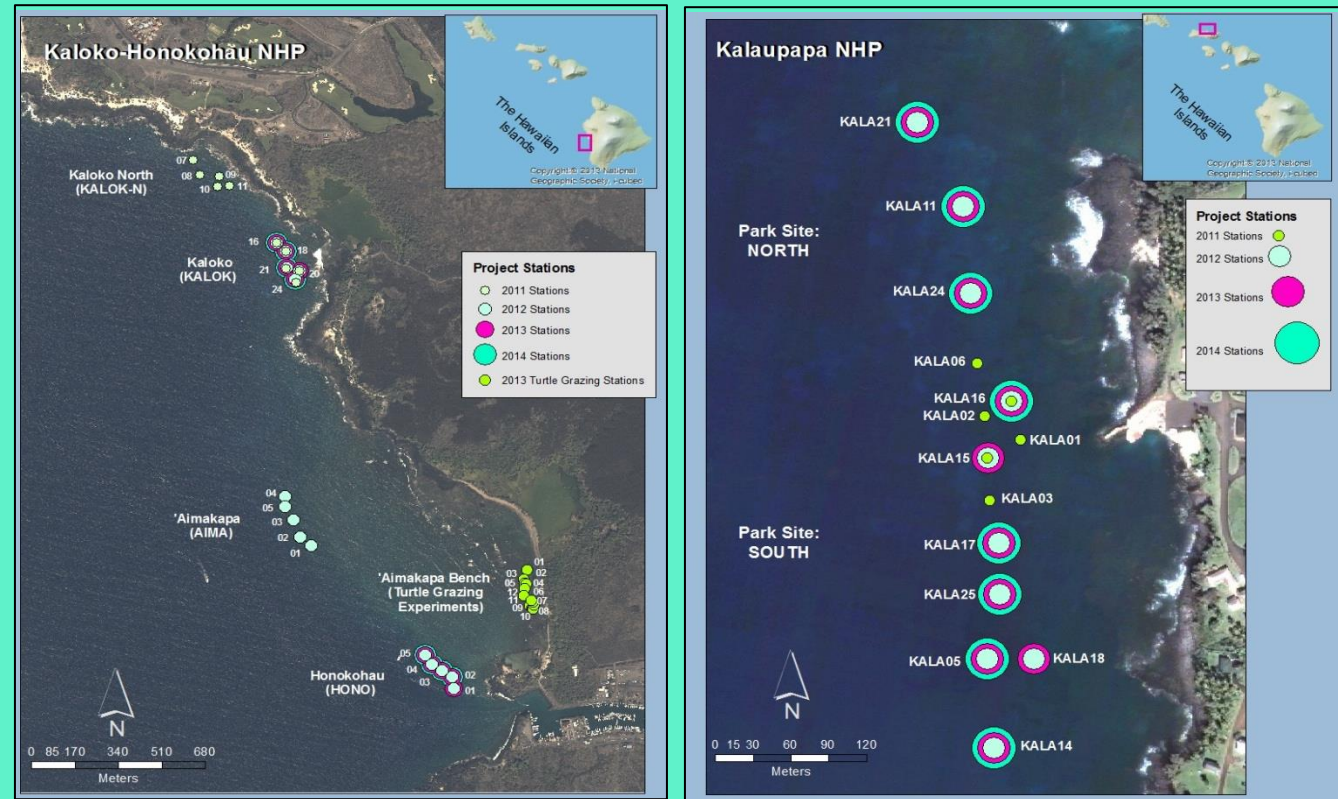 Kaloko-Honokohāu NHP
The Hawaiian
Islands
Copyright © 2013 National
Geographic Society, i-cubed
07
Kaloko North
(KALOK-N)
08
09
10
11
Kaloko
(KALOK)
16
18
21
20
24
Project Stations
2011 Stations
2012 Stations
2013 Stations
2014 Stations
2013 Turtle Grazing Stations
'Aimakapa
(AIMA)
04
05
03
02
01
'Aimakapa Bench
(Turtle Grazing
Experiments)
01
03 02
05 04
12 06
11 07
09 08
10
Honokohau
(HONO)
05
04
03
02
01
N
0 85 170 340 510 680
Meters
Kalaupapa NHP
The Hawaiian
Islands
Copyright © 2013 National
Geographic Society, i-cubed
KALA21
KALA11
Park Site:
NORTH
KALA24
KALA06
KALA16
KALA02
KALA01
KALA15
KALA03
Park Site:
SOUTH
KALA17
KALA25
KALA05
KALA18
KALA14
Project Stations
2011 Stations
2012 Stations
2013 Stations
2014 Stations
N
0 15 30 60 90 120
Meters